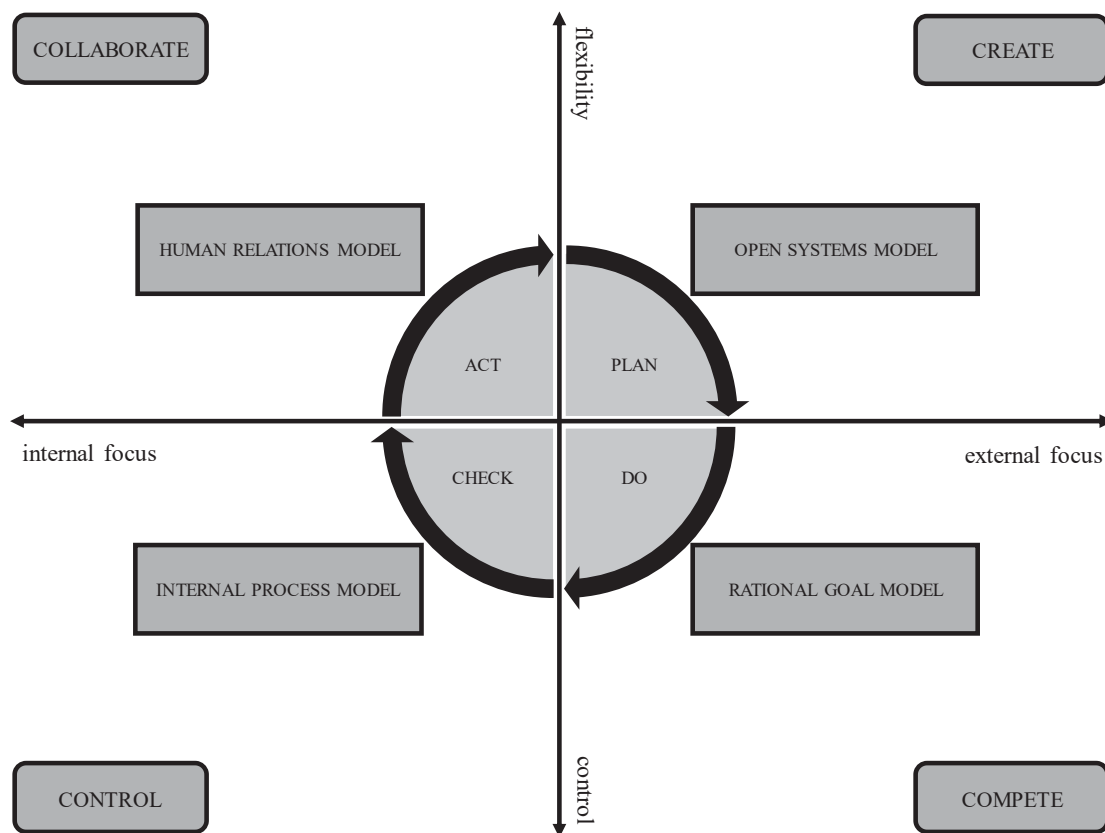 COLLABORATE
flexibility
CREATE
HUMAN RELATIONS MODEL
OPEN SYSTEMS MODEL
ACT
PLAN
internal focus
external focus
CHECK
DO
INTERNAL PROCESS MODEL
RATIONAL GOAL MODEL
CONTROL
control
COMPETE